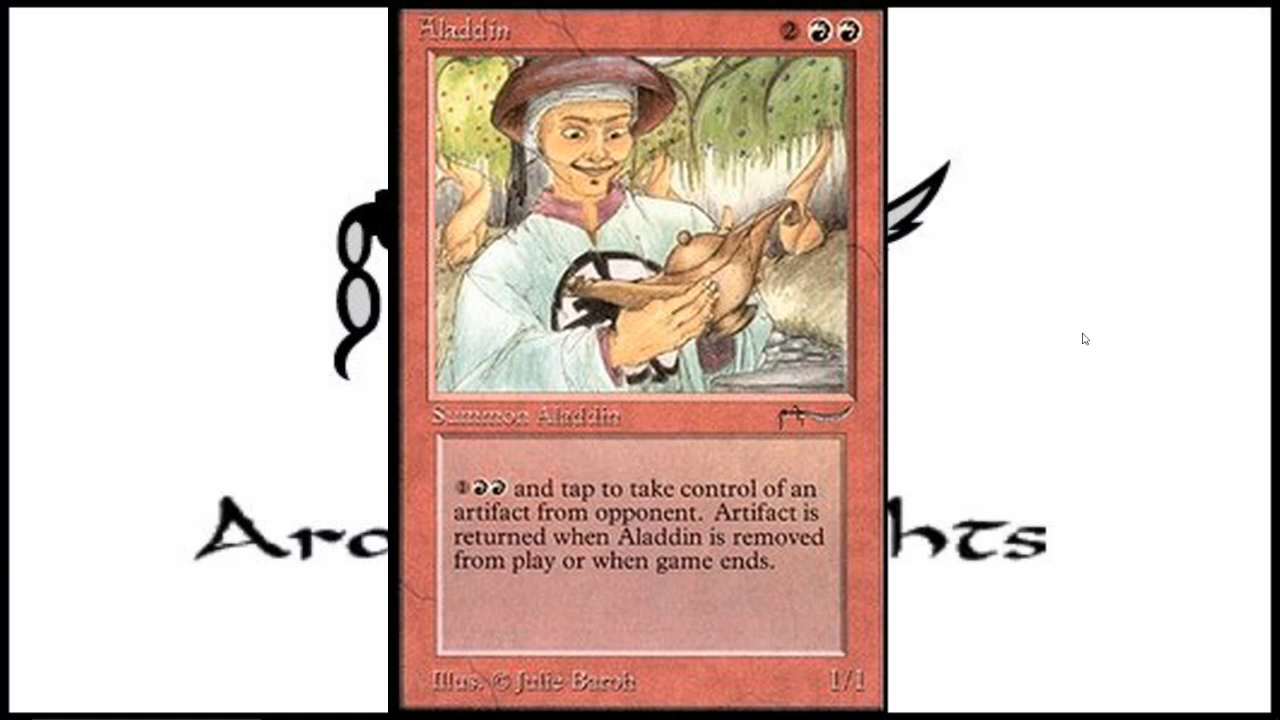 Aladdin 2
Summon Aladdin
1 and tap to take control of an
artifact from opponent. Artifact is
returned when Aladdin is removed
from play or when game ends.
Illus. © Julie Baroh 1/1
Ara
hts